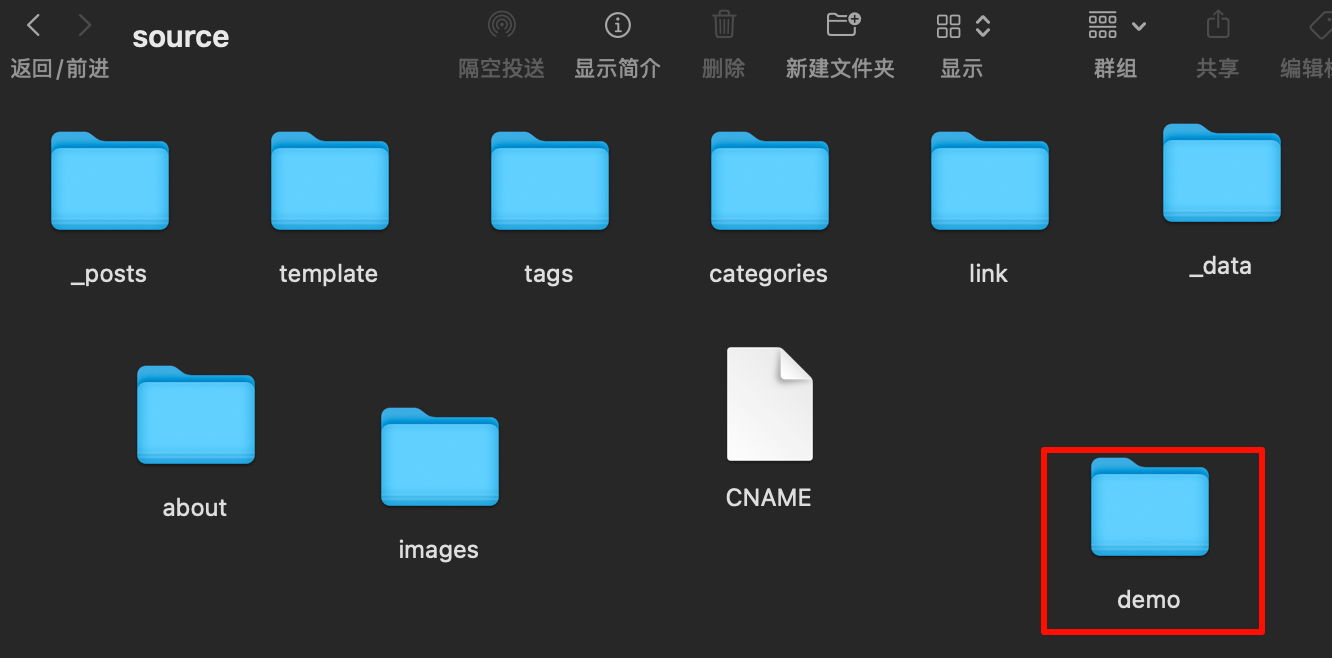 source
返回/前进
隔空投送
显示简介
删除
新建文件夹
显示
群组
共享
编辑
_posts
template
tags
categories
link
_data
about
images
CNAME
demo